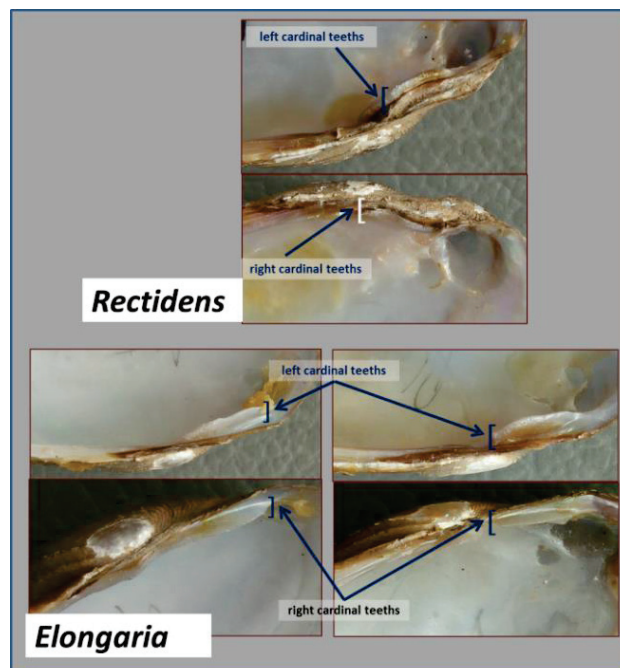 left cardinal teeths
right cardinal teeths
Rectidens
left cardinal teeths
right cardinal teeths
Elongaria